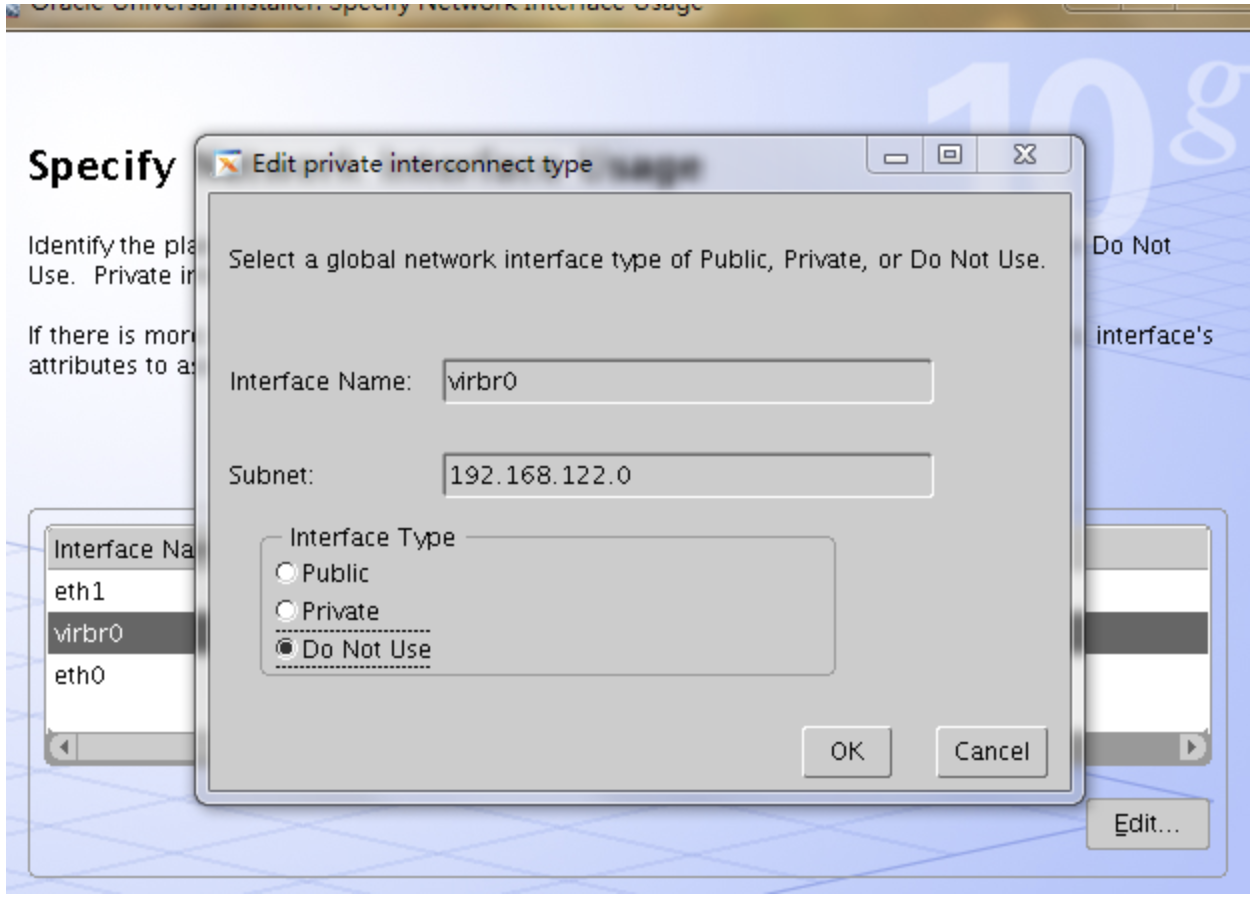 Oracle Universal Installer: Specify Network Interface Usage
10g
Specify
Usage
Edit private interconnect type
Identify the pla
Do Not
Use. Private in
If there is more
interface's
attributes to as
Select a global network interface type of Public, Private, or Do Not Use.
Interface Name: virbr0
Subnet: 192.168.122.0
Interface Type
Public
Private
Do Not Use
OK
Cancel
Interface Na
eth1
virbr0
eth0
Edit...